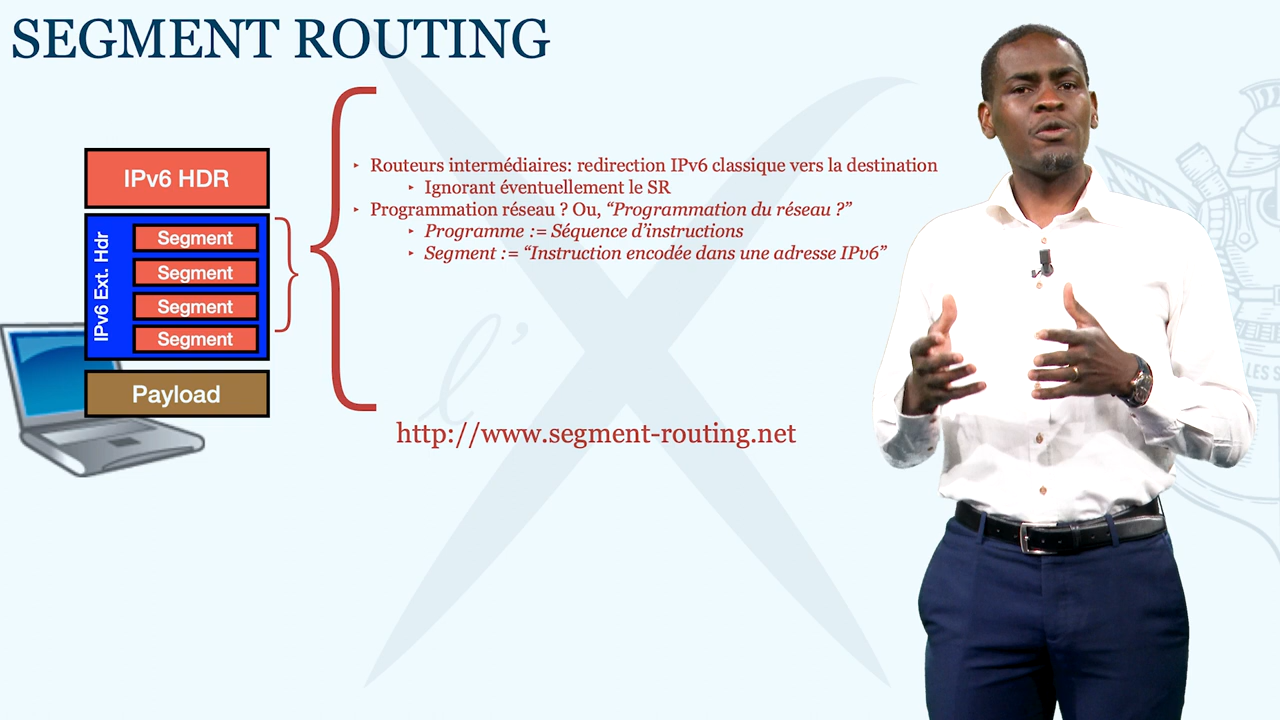 SEGMENT ROUTING
IPv6 HDR
IPv6 Ext. Hdr
Segment
Segment
Segment
Segment
Payload
‣ Routeurs intermédiaires: redirection IPv6 classique vers la destination
‣ Ignorant éventuellement le SR
‣ Programmation réseau ? Ou, “Programmation du réseau ?”
‣ Programme := Séquence d’instructions
‣ Segment := “Instruction encodée dans une adresse IPv6”
http://www.segment-routing.net
l’X
LES S